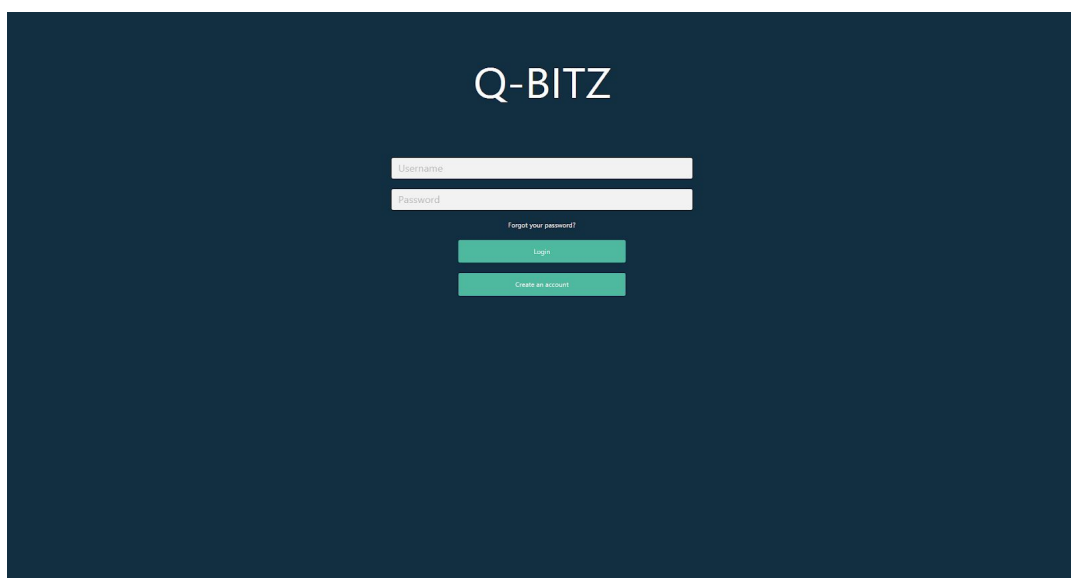 Q-BITZ
Username
Password
Forgot your password?
Login
Create an account